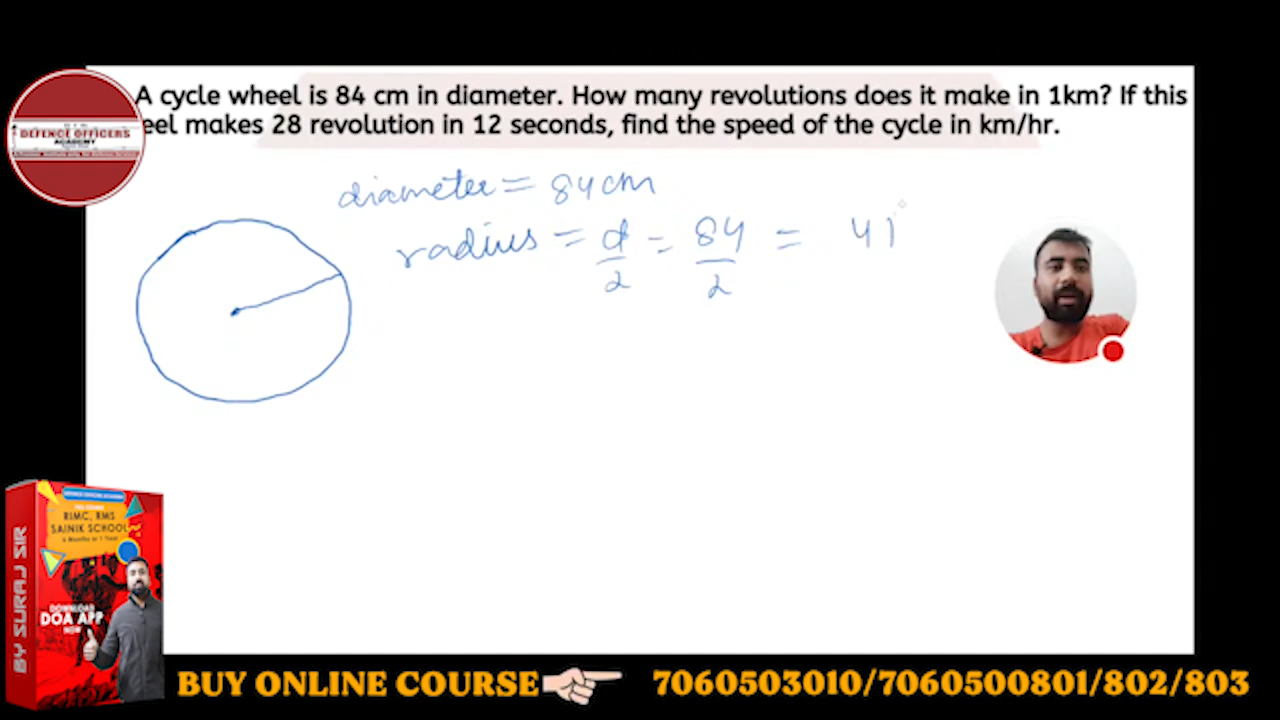 A cycle wheel is 84 cm in diameter. How many revolutions does it make in 1km? If this
eel makes 28 revolution in 12 seconds, find the speed of the cycle in km/hr.
DEFENCE OFFICERS
ACADEMY
diameter = 84 cm
radius = d/2 = 84/2 = 41
RIMC, RMS
SAINIK SCHOOL
BY SURAJ SIR
DOWNLOAD
DOA APP
NOW
BUY ONLINE COURSE
7060503010/7060500801/802/803